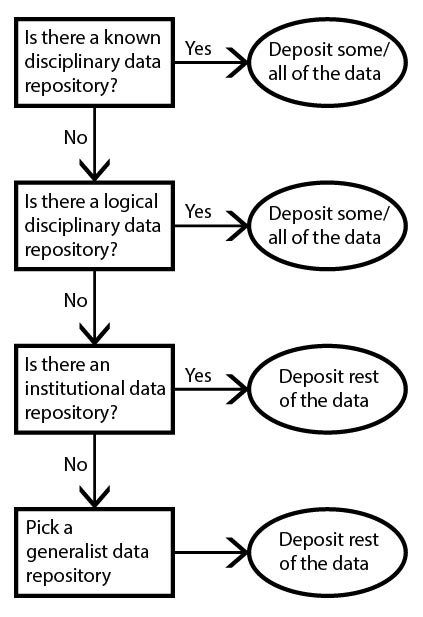 Is there a known
disciplinary data
repository?
Yes
Deposit some/
all of the data
No
Is there a logical
disciplinary data
repository?
Yes
Deposit some/
all of the data
No
Is there an
institutional data
repository?
Yes
Deposit rest
of the data
No
Pick a
generalist data
repository
Deposit rest
of the data